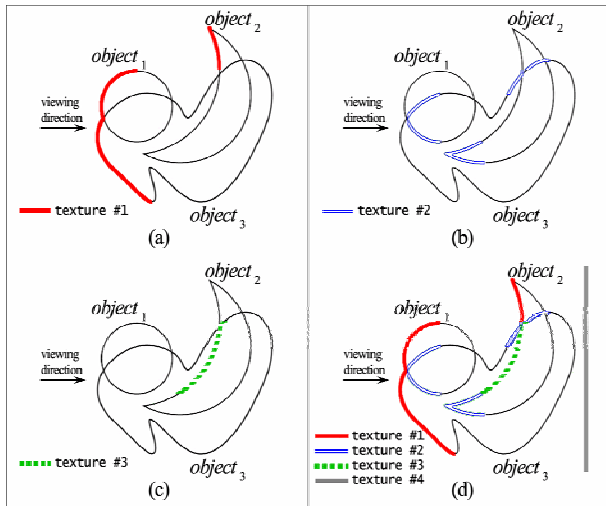 object 2
object 1
viewing
direction
object 3
texture #1
(a)
object 2
object 1
viewing
direction
object 3
texture #2
(b)
object 2
object 1
viewing
direction
texture #3
object 3
(c)
object 2
object 1
viewing
direction
texture #1
texture #2
texture #3
texture #4
object 3
(d)